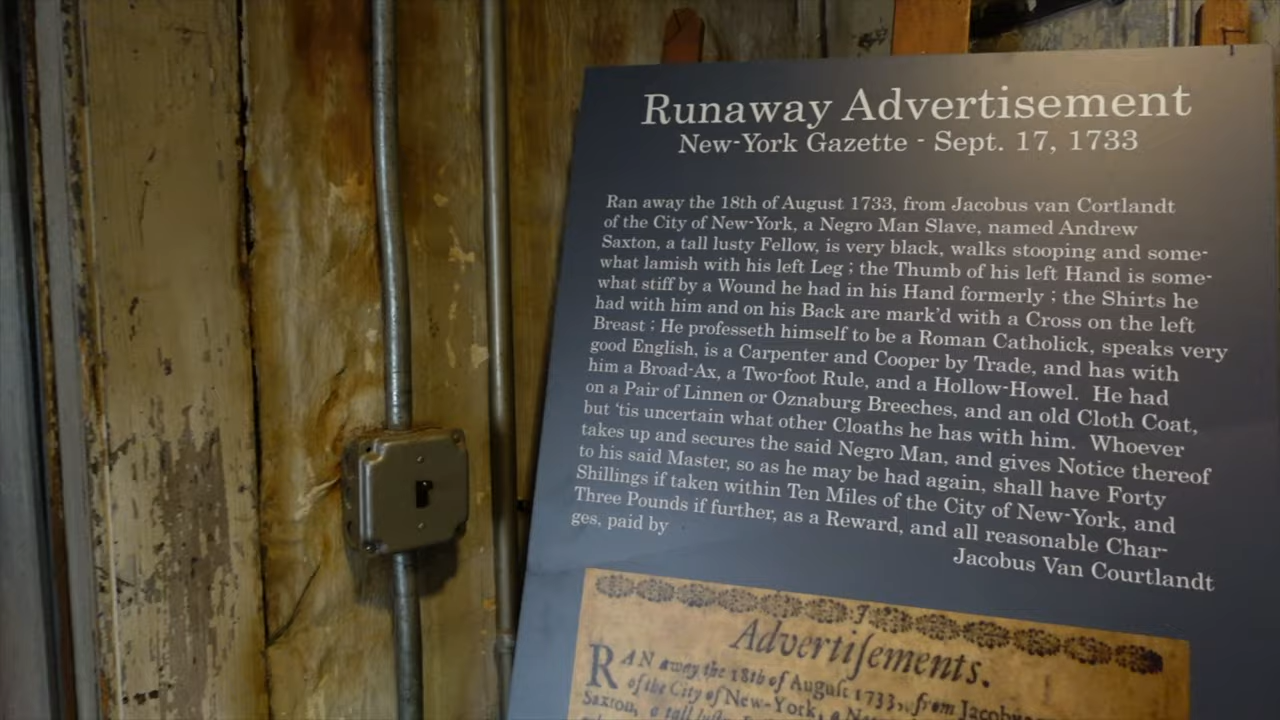 Runaway Advertisement
New-York Gazette - Sept. 17, 1733
Ran away the 18th of August 1733, from Jacobus van Cortlandt
of the City of New-York, a Negro Man Slave, named Andrew
Saxton, a tall lusty Fellow, is very black, walks stooping and some-
what lamish with his left Leg ; the Thumb of his left Hand is some-
what stiff by a Wound he had in his Hand formerly ; the Shirts he
had with him and on his Back are mark'd with a Cross on the left
Breast ; He professeth himself to be a Roman Catholick, speaks very
good English, is a Carpenter and Cooper by Trade, and has with
him a Broad-Ax, a Two-foot Rule, and a Hollow-Howel. He had
on a Pair of Linnen or Oznaburg Breeches, and an old Cloth Coat,
but 'tis uncertain what other Cloaths he has with him. Whoever
takes up and secures the said Negro Man, and gives Notice thereof
to his said Master, so as he may be had again, shall have Forty
Shillings if taken within Ten Miles of the City of New-York, and
Three Pounds if further, as a Reward, and all reasonable Char-
ges, paid by
Jacobus Van Courtlandt
Advertiſements.
RAN away the 18th of Auguſt 1733, from Jacobus
of the City of New-York, a
Saxton, a tall